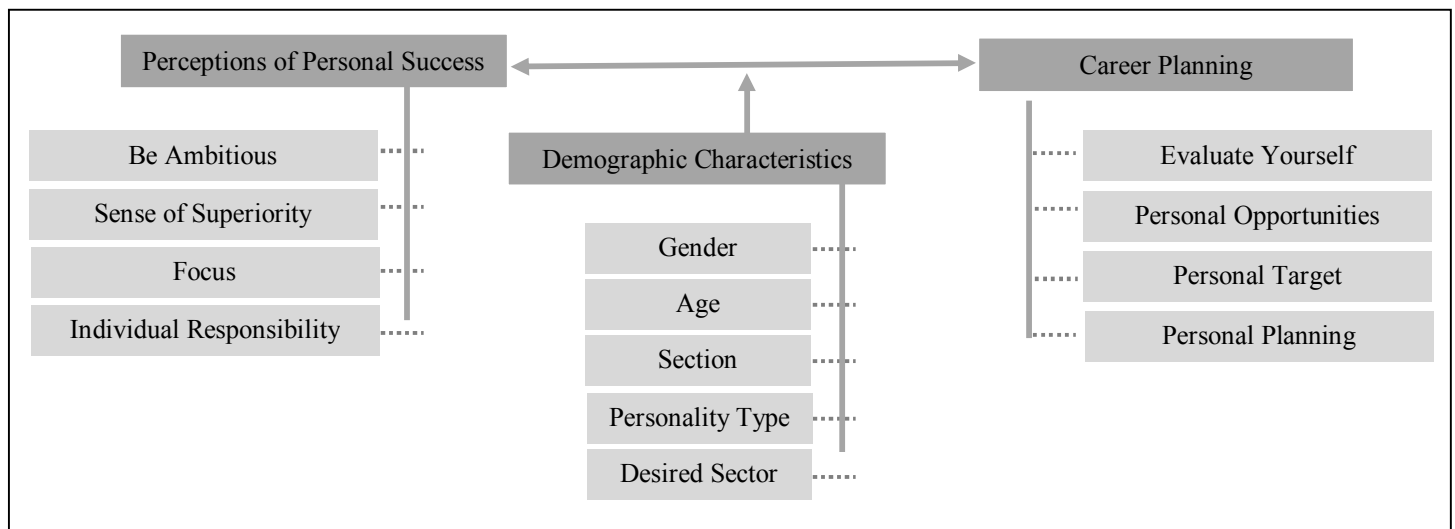 Perceptions of Personal Success
Be Ambitious
Sense of Superiority
Focus
Individual Responsibility
Demographic Characteristics
Gender
Age
Section
Personality Type
Desired Sector
Career Planning
Evaluate Yourself
Personal Opportunities
Personal Target
Personal Planning